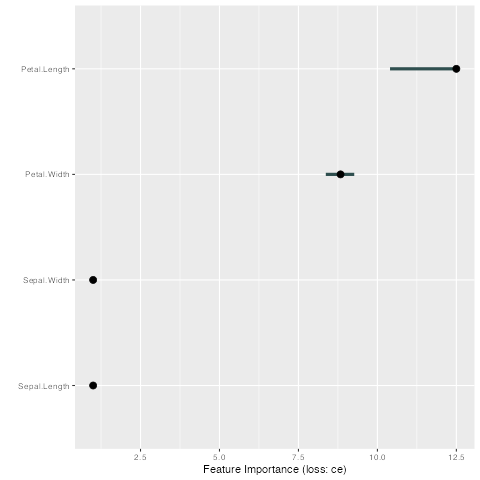 Petal.Length
Petal.Width
Sepal.Width
Sepal.Length
2.5 5.0 7.5 10.0 12.5
Feature Importance (loss: ce)